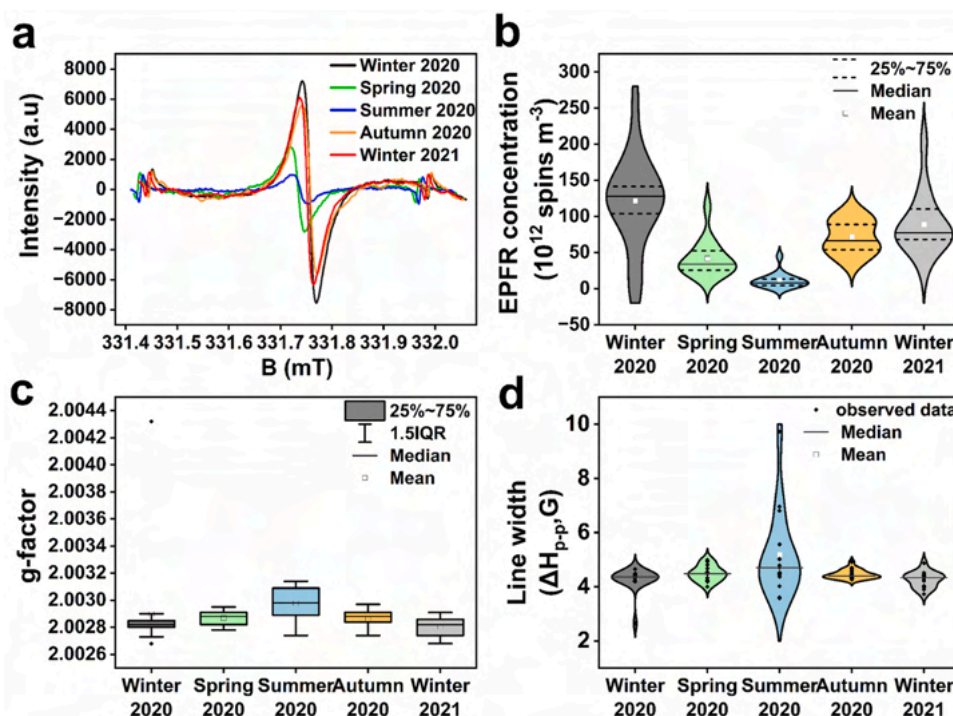 a
Intensity (a.u)
8000
6000
4000
2000
0
−2000
−4000
−6000
−8000
Winter 2020
Spring 2020
Summer 2020
Autumn 2020
Winter 2021
331.4 331.5 331.6 331.7 331.8 331.9 332.0
B (mT)
b
EPFR concentration
(10¹² spins m⁻³)
300
250
200
150
100
50
0
−50
25%~75%
Median
Mean
Winter Spring Summer Autumn Winter
2020 2020 2020 2020 2021
c
g-factor
2.0044
2.0042
2.0040
2.0038
2.0036
2.0034
2.0032
2.0030
2.0028
2.0026
25%~75%
1.5IQR
Median
Mean
Winter Spring Summer Autumn Winter
2020 2020 2020 2020 2021
d
Line width
(ΔHp-p,G)
10
8
6
4
2
observed data
Median
Mean
Winter Spring Summer Autumn Winter
2020 2020 2020 2020 2021